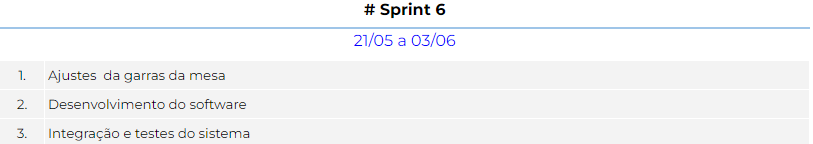 # Sprint 6
21/05 a 03/06
1. Ajustes da garras da mesa
2. Desenvolvimento do software
3. Integração e testes do sistema